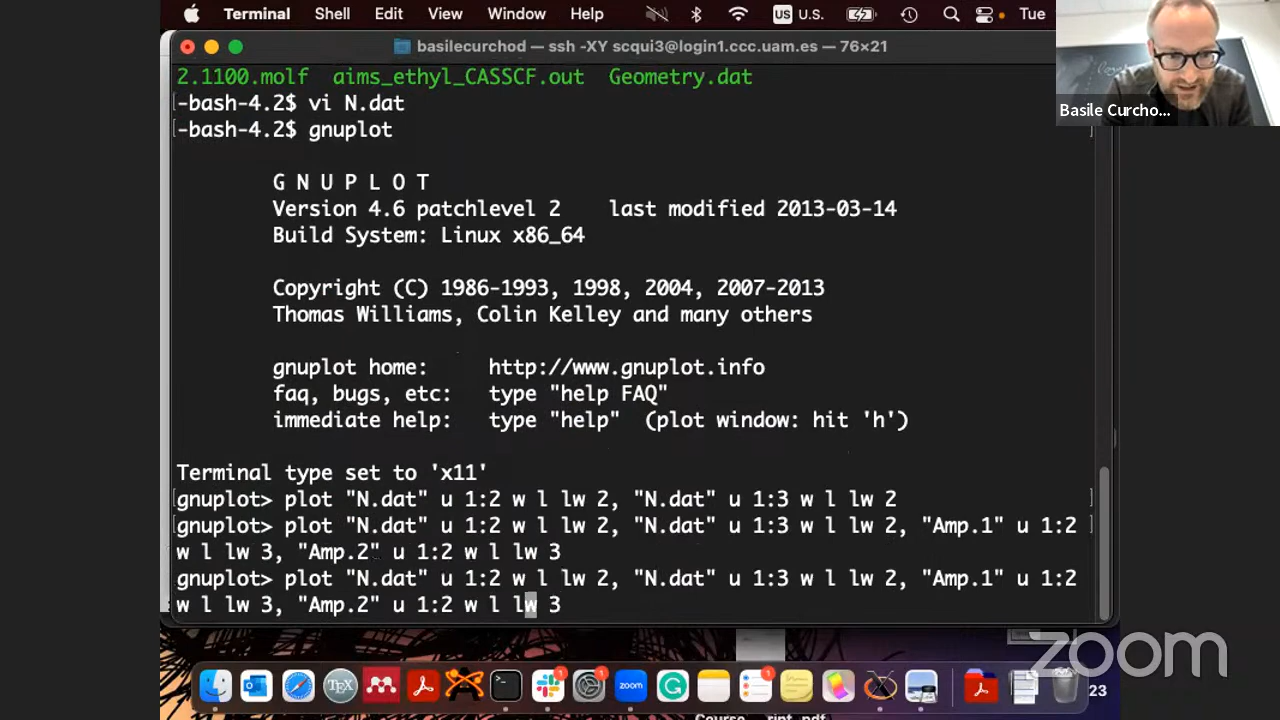 Terminal Shell Edit View Window Help US U.S. Tue
basilecurchod — ssh -XY scqui3@login1.ccc.uam.es — 76×21
2.1100.molf aims_ethyl_CASSCF.out Geometry.dat
[-bash-4.2$ vi N.dat
[-bash-4.2$ gnuplot ]
G N U P L O T
Version 4.6 patchlevel 2 last modified 2013-03-14
Build System: Linux x86_64
Copyright (C) 1986-1993, 1998, 2004, 2007-2013
Thomas Williams, Colin Kelley and many others
gnuplot home: http://www.gnuplot.info
faq, bugs, etc: type "help FAQ"
immediate help: type "help" (plot window: hit 'h')
Terminal type set to 'x11'
[gnuplot> plot "N.dat" u 1:2 w l lw 2, "N.dat" u 1:3 w l lw 2 ]
[gnuplot> plot "N.dat" u 1:2 w l lw 2, "N.dat" u 1:3 w l lw 2, "Amp.1" u 1:2 ]
w l lw 3, "Amp.2" u 1:2 w l lw 3
gnuplot> plot "N.dat" u 1:2 w l lw 2, "N.dat" u 1:3 w l lw 2, "Amp.1" u 1:2
w l lw 3, "Amp.2" u 1:2 w l lw 3
Basile Curcho...
zoom
TEX
zoom
1
1
1
23